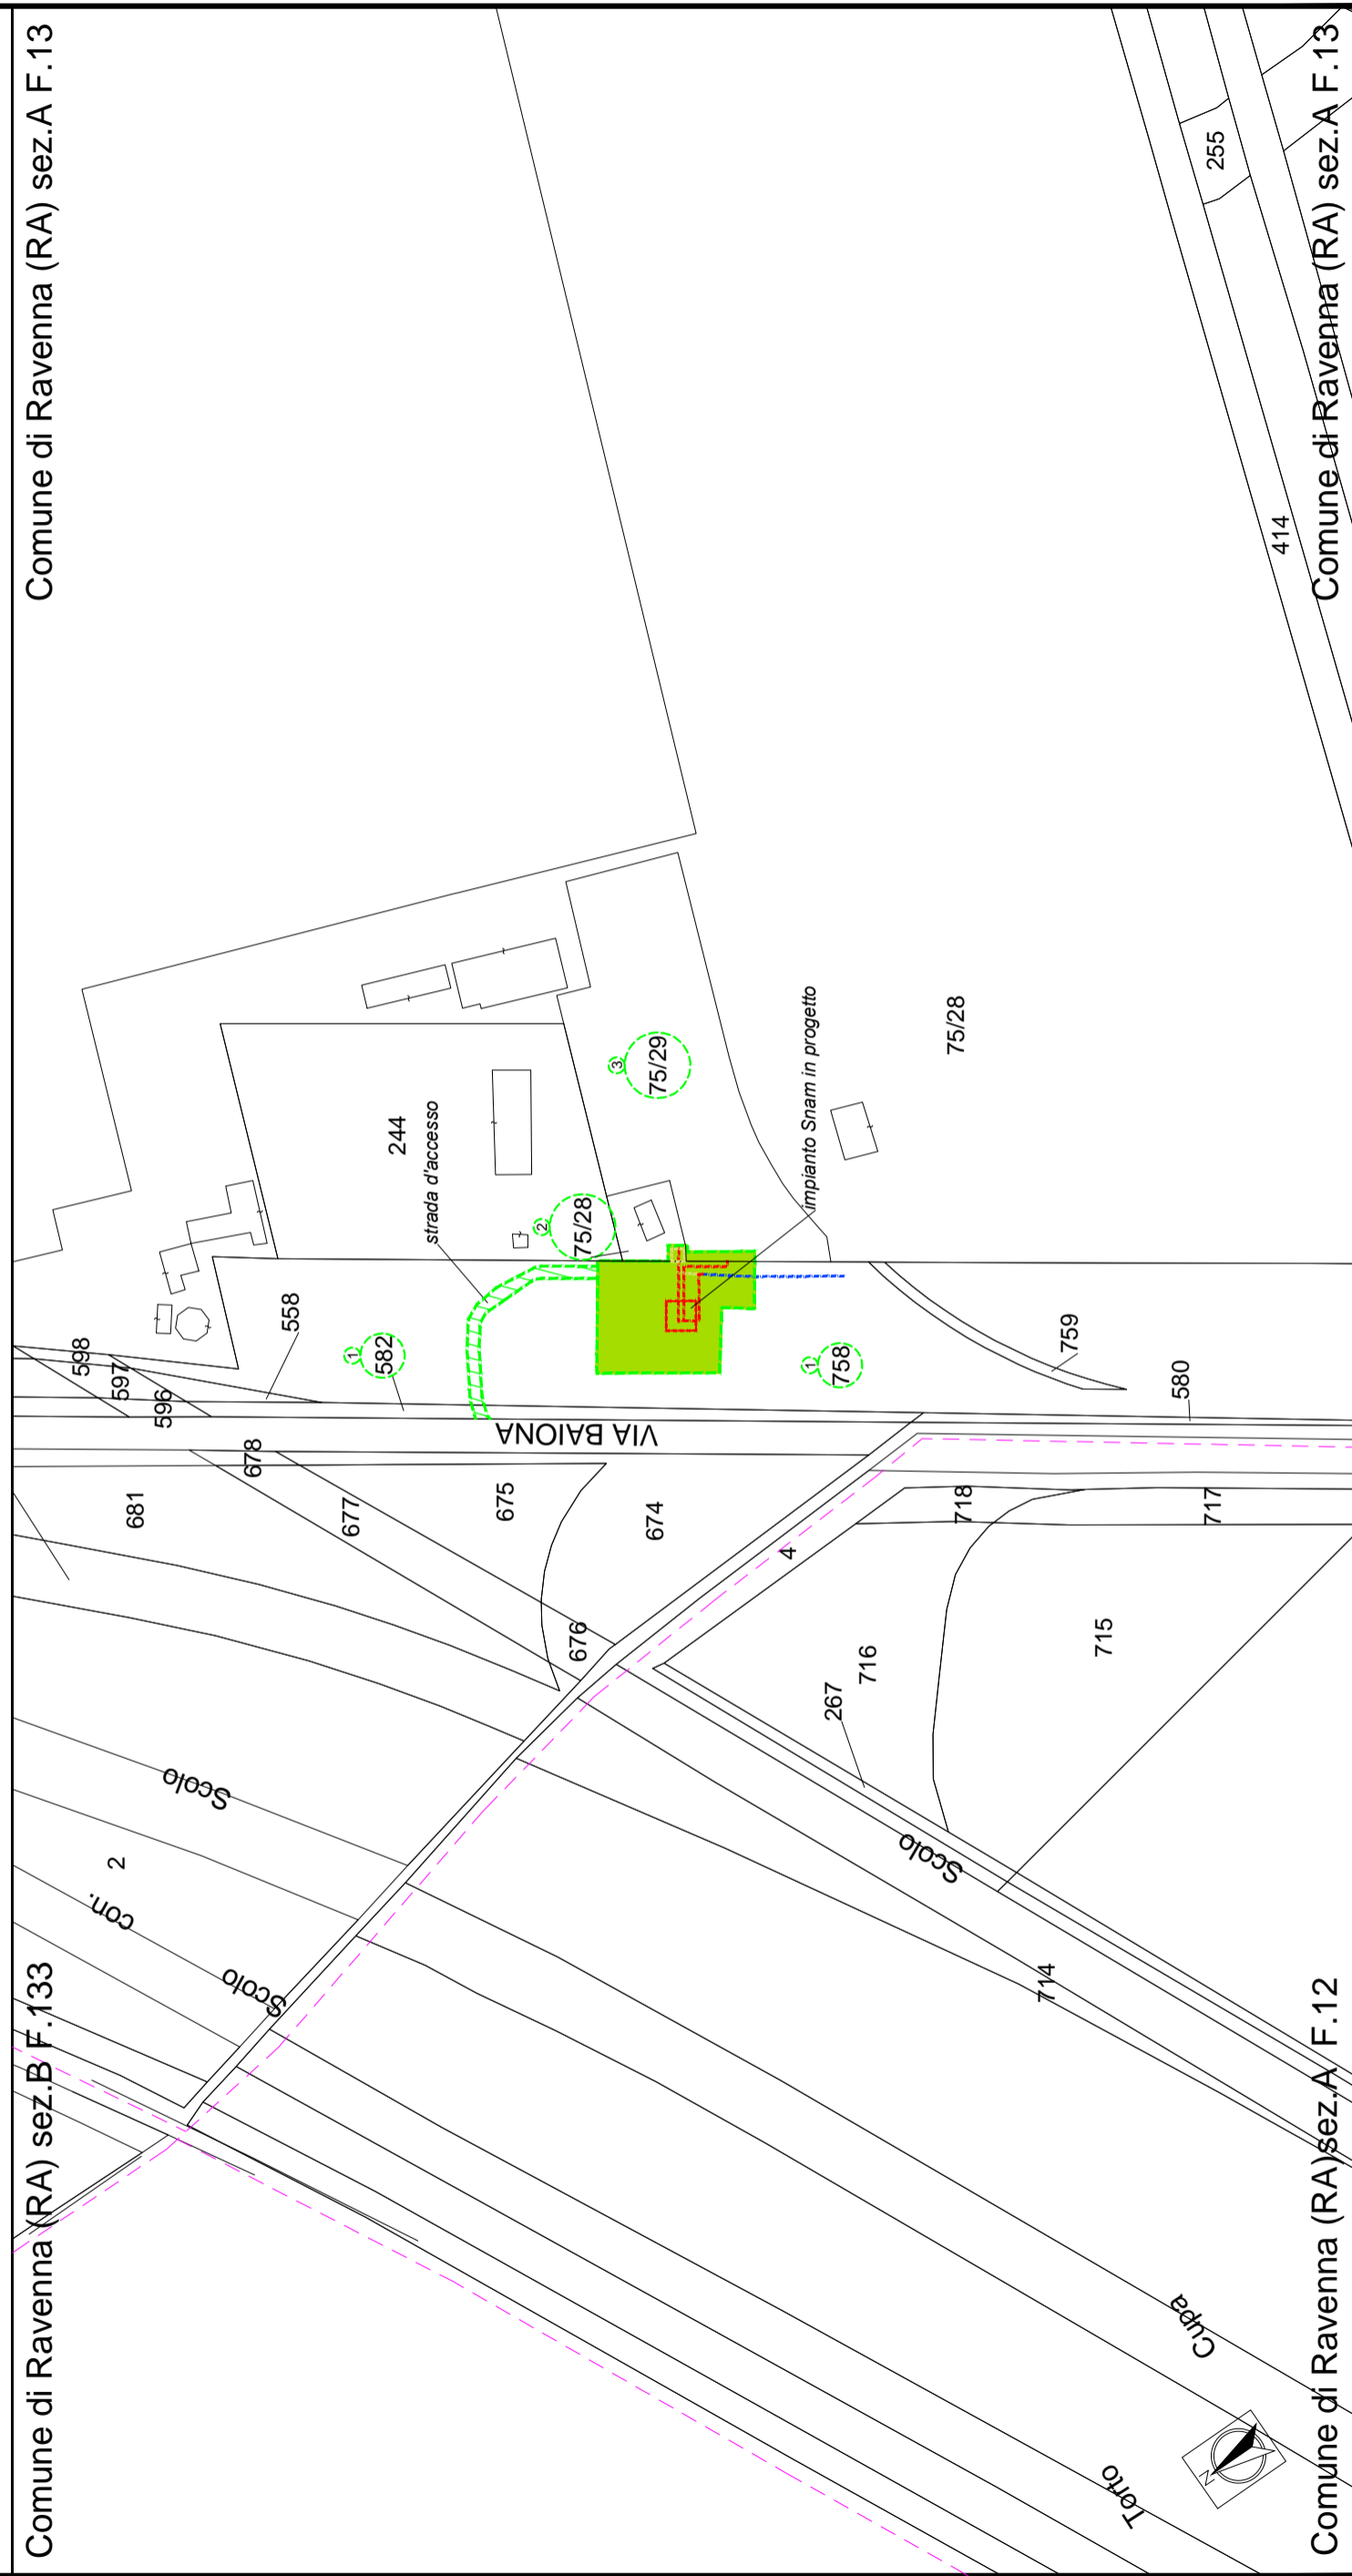 Comune di Ravenna (RA) sez.B F.133
Comune di Ravenna (RA) sez.A F.13
598
597
596
558
1
582
681
678
677
675
674
676
VIA BAIONA
244
strada d'accesso
2
75/28
3
75/29
impianto Snam in progetto
75/28
1
758
759
580
255
414
4
718
717
716
715
267
714
Scolo
2
con.
Scolo
Scolo
Cupa
Torto
N
Comune di Ravenna (RA)sez.A F.12
Comune di Ravenna (RA) sez.A F.13